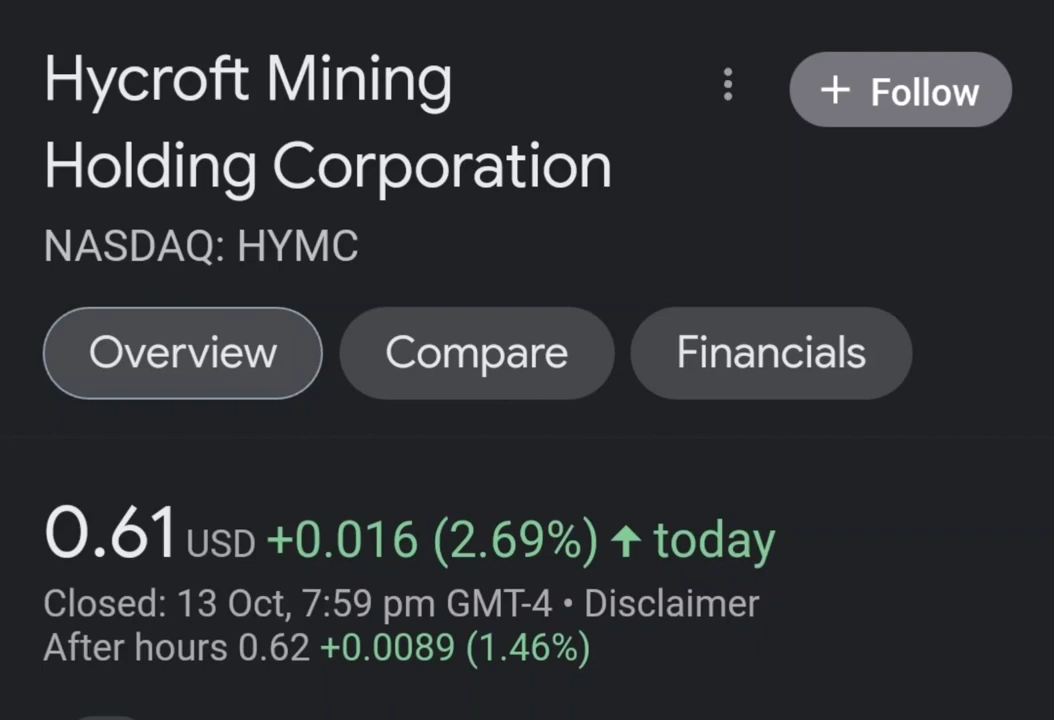 Hycroft Mining
Holding Corporation
+ Follow
NASDAQ: HYMC
Overview
Compare
Financials
0.61 USD +0.016 (2.69%) ↑ today
Closed: 13 Oct, 7:59 pm GMT-4 • Disclaimer
After hours 0.62 +0.0089 (1.46%)